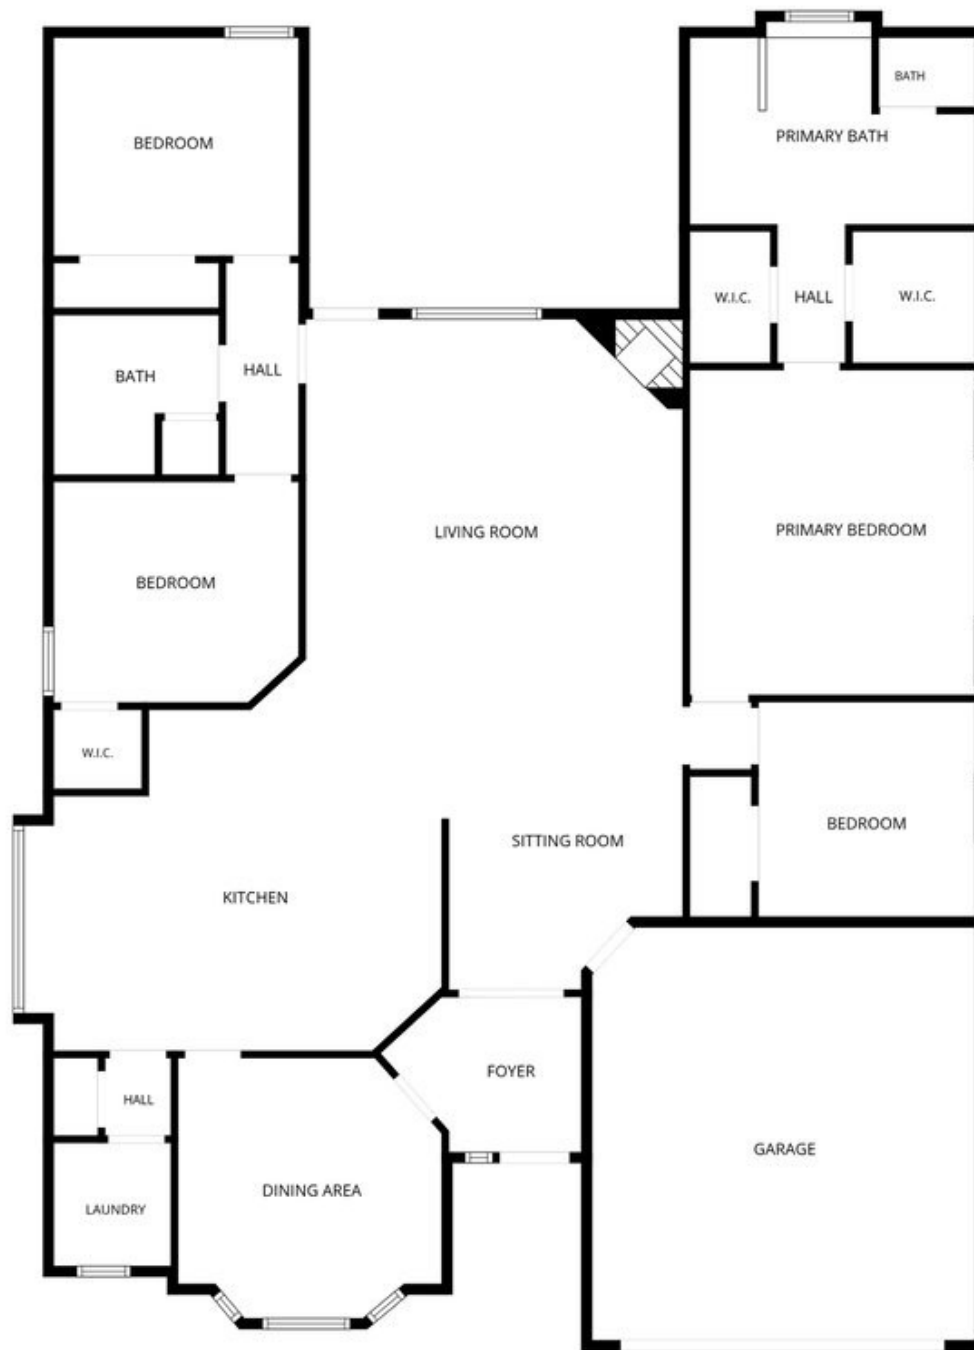 BATH
PRIMARY BATH
BEDROOM
W.I.C.
HALL
W.I.C.
HALL
BATH
LIVING ROOM
PRIMARY BEDROOM
BEDROOM
W.I.C.
BEDROOM
SITTING ROOM
KITCHEN
FOYER
HALL
GARAGE
DINING AREA
LAUNDRY